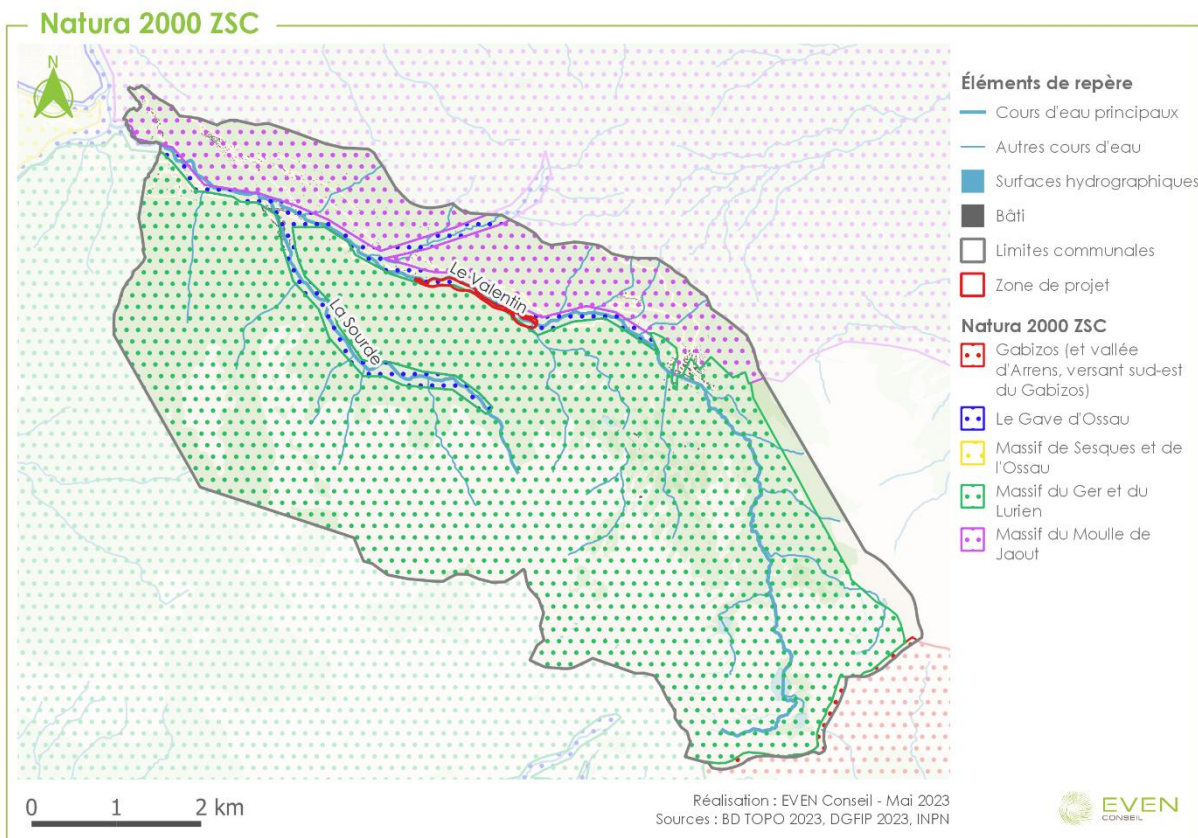 Natura 2000 ZSC
N
Le Valentin
La Sourde
Éléments de repère
Cours d'eau principaux
Autres cours d'eau
Surfaces hydrographiques
Bâti
Limites communales
Zone de projet
Natura 2000 ZSC
Gabizos (et vallée
d'Arrens, versant sud-est
du Gabizos)
Le Gave d'Ossau
Massif de Sesques et de
l'Ossau
Massif du Ger et du
Lurien
Massif du Moulle de
Jaout
0 1 2 km
Réalisation : EVEN Conseil - Mai 2023
Sources : BD TOPO 2023, DGFIP 2023, INPN
EVEN
CONSEIL